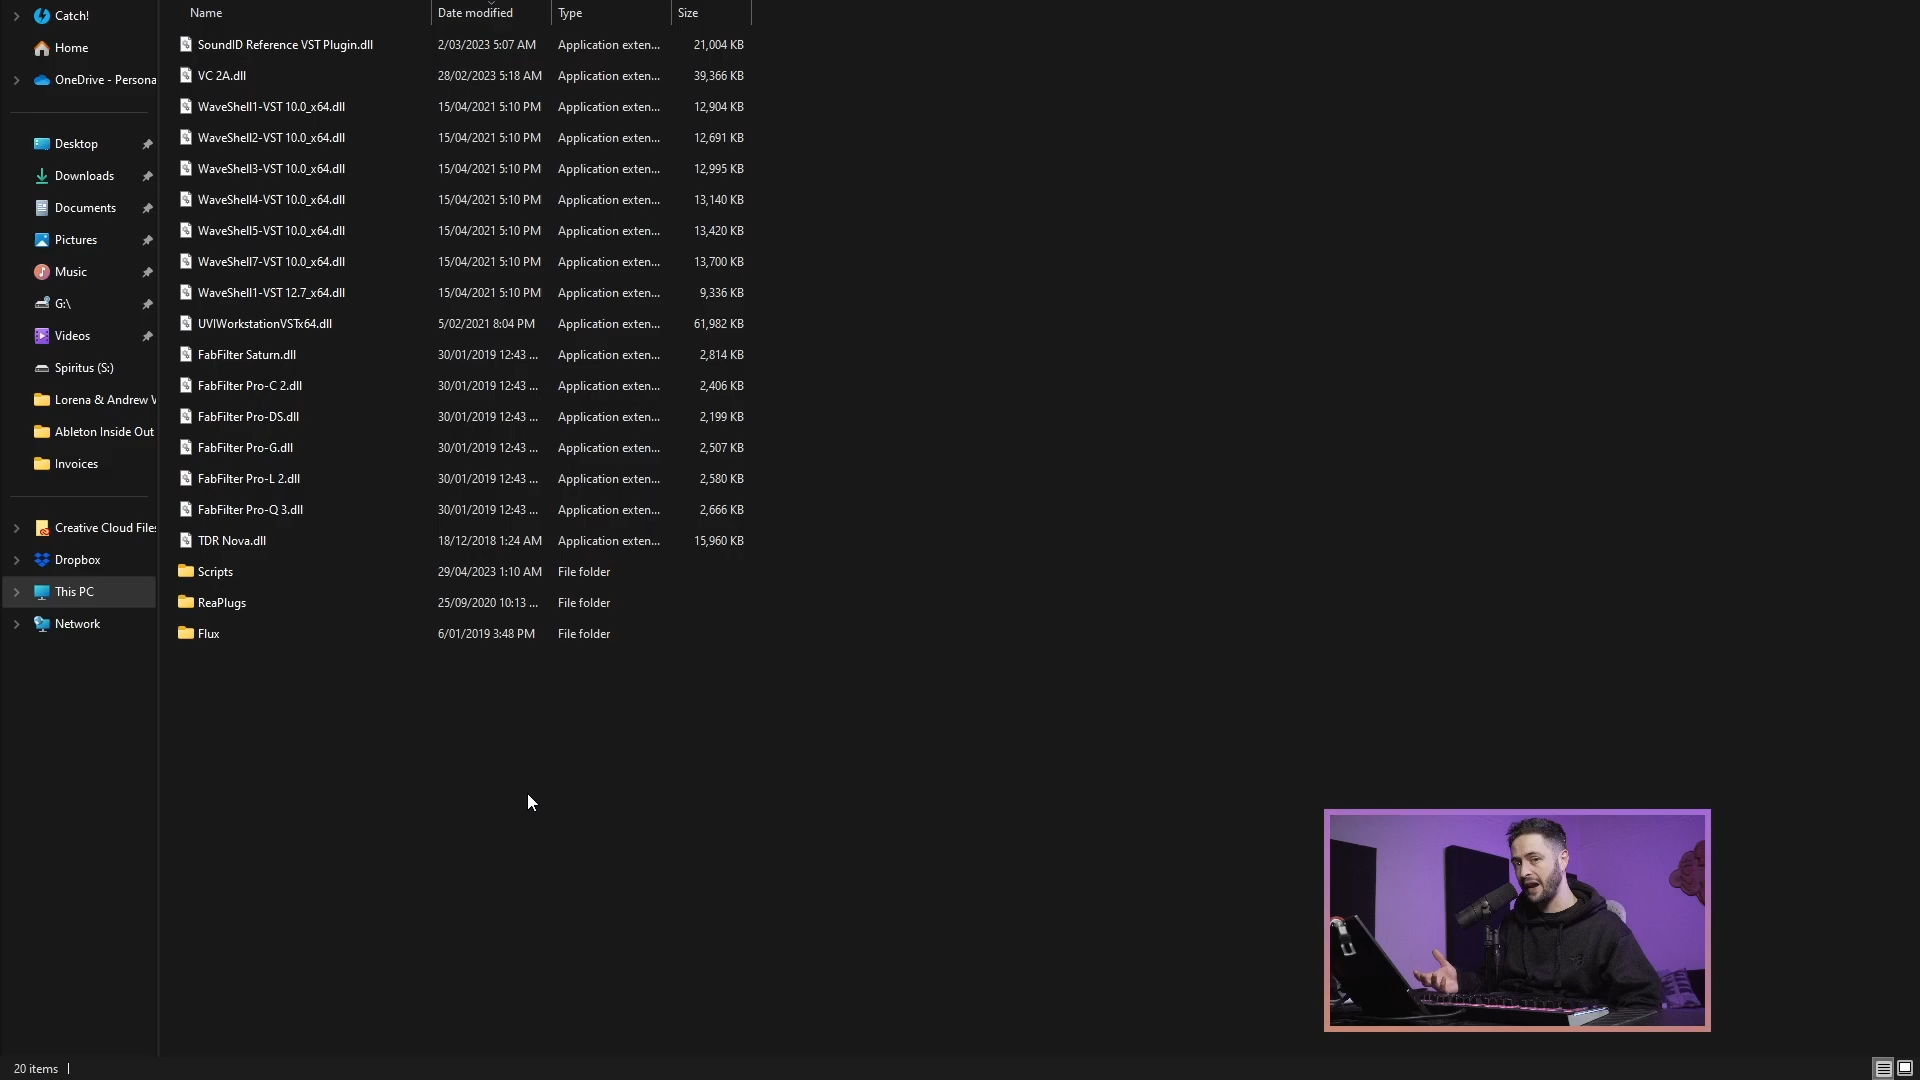 Catch!
Home
OneDrive - Persona
Desktop
Downloads
Documents
Pictures
Music
G:\
Videos
Spiritus (S:)
Lorena & Andrew V
Ableton Inside Out
Invoices
Creative Cloud Files
Dropbox
This PC
Network
Name Date modified Type Size
SoundID Reference VST Plugin.dll 2/03/2023 5:07 AM Application exten... 21,004 KB
VC 2A.dll 28/02/2023 5:18 AM Application exten... 39,366 KB
WaveShell1-VST 10.0_x64.dll 15/04/2021 5:10 PM Application exten... 12,904 KB
WaveShell2-VST 10.0_x64.dll 15/04/2021 5:10 PM Application exten... 12,691 KB
WaveShell3-VST 10.0_x64.dll 15/04/2021 5:10 PM Application exten... 12,995 KB
WaveShell4-VST 10.0_x64.dll 15/04/2021 5:10 PM Application exten... 13,140 KB
WaveShell5-VST 10.0_x64.dll 15/04/2021 5:10 PM Application exten... 13,420 KB
WaveShell7-VST 10.0_x64.dll 15/04/2021 5:10 PM Application exten... 13,700 KB
WaveShell1-VST 12.7_x64.dll 15/04/2021 5:10 PM Application exten... 9,336 KB
UVIWorkstationVSTx64.dll 5/02/2021 8:04 PM Application exten... 61,982 KB
FabFilter Saturn.dll 30/01/2019 12:43 ... Application exten... 2,814 KB
FabFilter Pro-C 2.dll 30/01/2019 12:43 ... Application exten... 2,406 KB
FabFilter Pro-DS.dll 30/01/2019 12:43 ... Application exten... 2,199 KB
FabFilter Pro-G.dll 30/01/2019 12:43 ... Application exten... 2,507 KB
FabFilter Pro-L 2.dll 30/01/2019 12:43 ... Application exten... 2,580 KB
FabFilter Pro-Q 3.dll 30/01/2019 12:43 ... Application exten... 2,666 KB
TDR Nova.dll 18/12/2018 1:24 AM Application exten... 15,960 KB
Scripts 29/04/2023 1:10 AM File folder
ReaPlugs 25/09/2020 10:13 ... File folder
Flux 6/01/2019 3:48 PM File folder
20 items